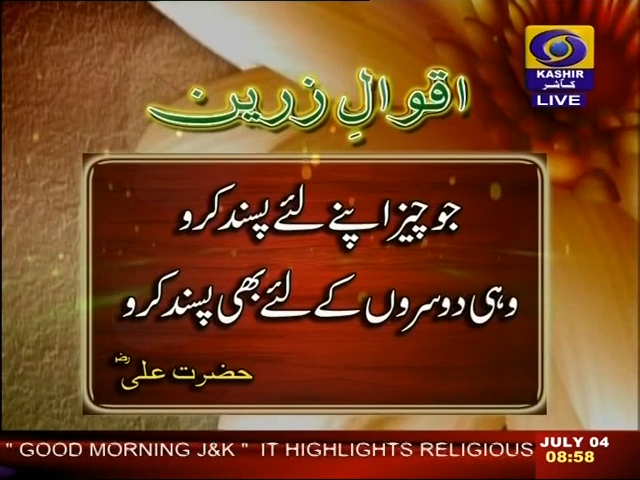 اقوالِ زریں
KASHIR
کاشر
LIVE
جو چیز اپنے لئے پسند کرو
وہی دوسروں کے لئے بھی پسند کرو
حضرت علیؓ
" GOOD MORNING J&K " IT HIGHLIGHTS RELIGIOUS
JULY 04
08:58